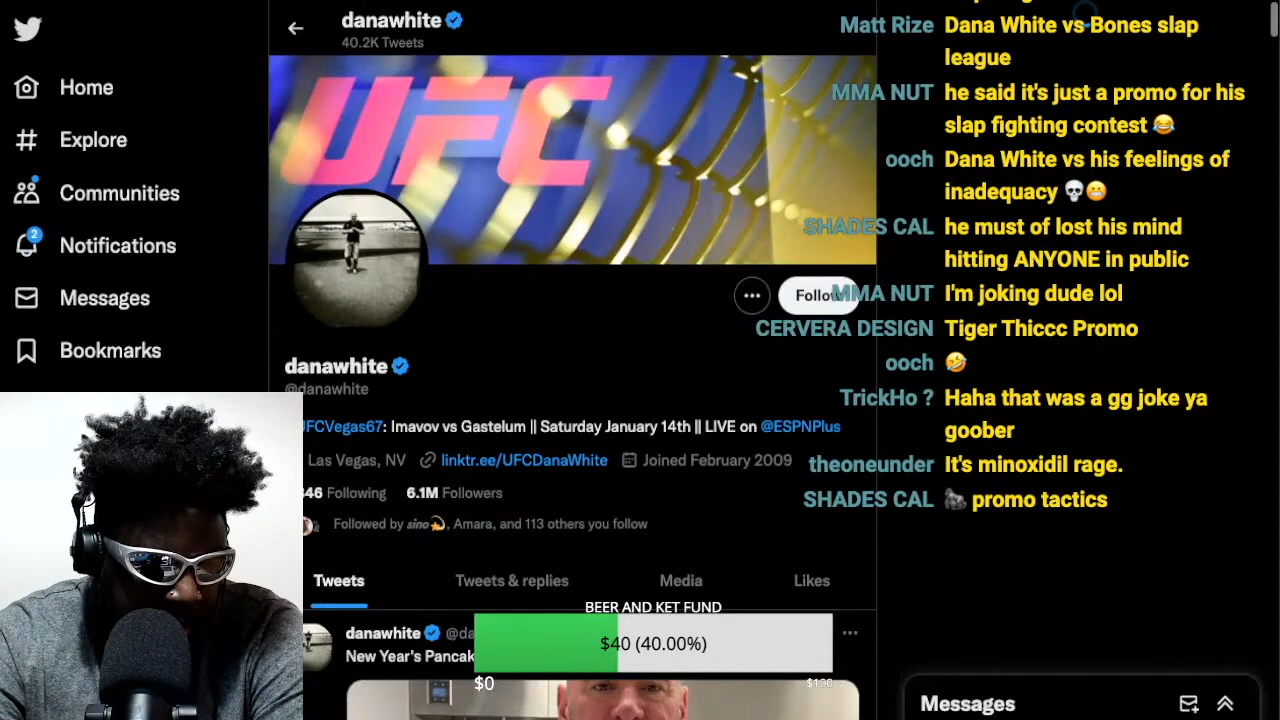 danawhite
40.2K Tweets
Home
Explore
Communities
2
Notifications
Messages
Bookmarks
UFC
Follow
danawhite
@danawhite
UFCVegas67: Imavov vs Gastelum || Saturday January 14th || LIVE on @ESPNPlus
Las Vegas, NV linktr.ee/UFCDanaWhite Joined February 2009
Following 6.1M Followers
Followed by sino💫, Amara, and 113 others you follow
Tweets Tweets & replies Media Likes
danawhite
New Year's
BEER AND KET FUND
$40 (40.00%)
$0 $100
Matt Rize Dana White vs Bones slap
league
MMA NUT he said it's just a promo for his
slap fighting contest 😂
ooch Dana White vs his feelings of
inadequacy 💀😬
SHADES CAL he must of lost his mind
hitting ANYONE in public
MMA NUT I'm joking dude lol
CERVERA DESIGN Tiger Thiccc Promo
ooch 🤣
TrickHo ? Haha that was a gg joke ya
goober
theoneunder It's minoxidil rage.
SHADES CAL 🦍 promo tactics
Messages